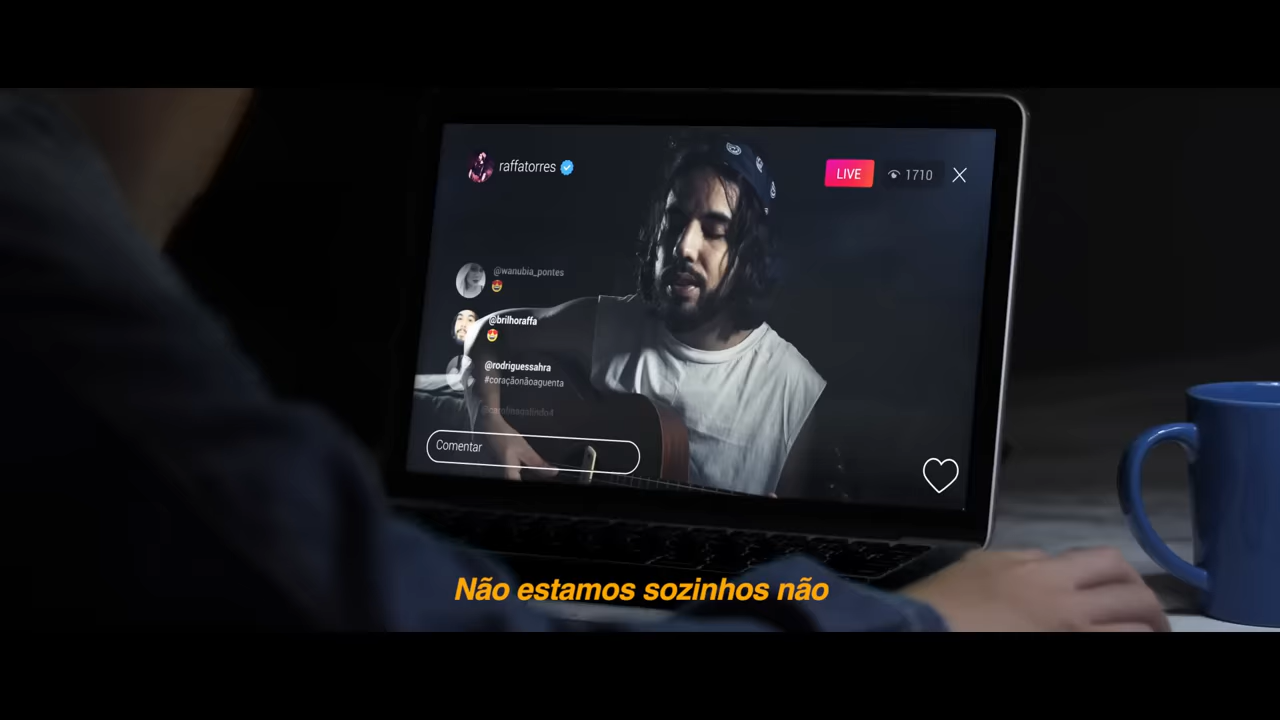 raffatorres
LIVE
1710
@wanubia_pontes
@brilhoraffa
@rodriguessahra
#coraçãonãoaguenta
Comentar
Não estamos sozinhos não